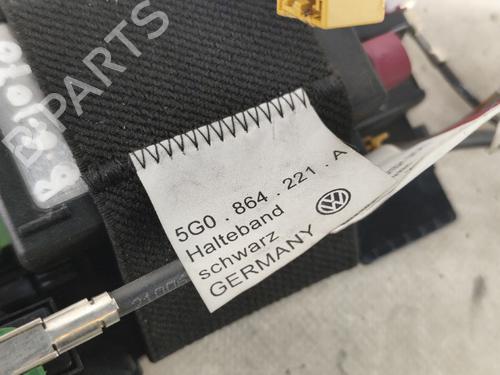 B-PARTS
5G0 . 864 . 221 . A
Halteband
schwarz
GERMANY